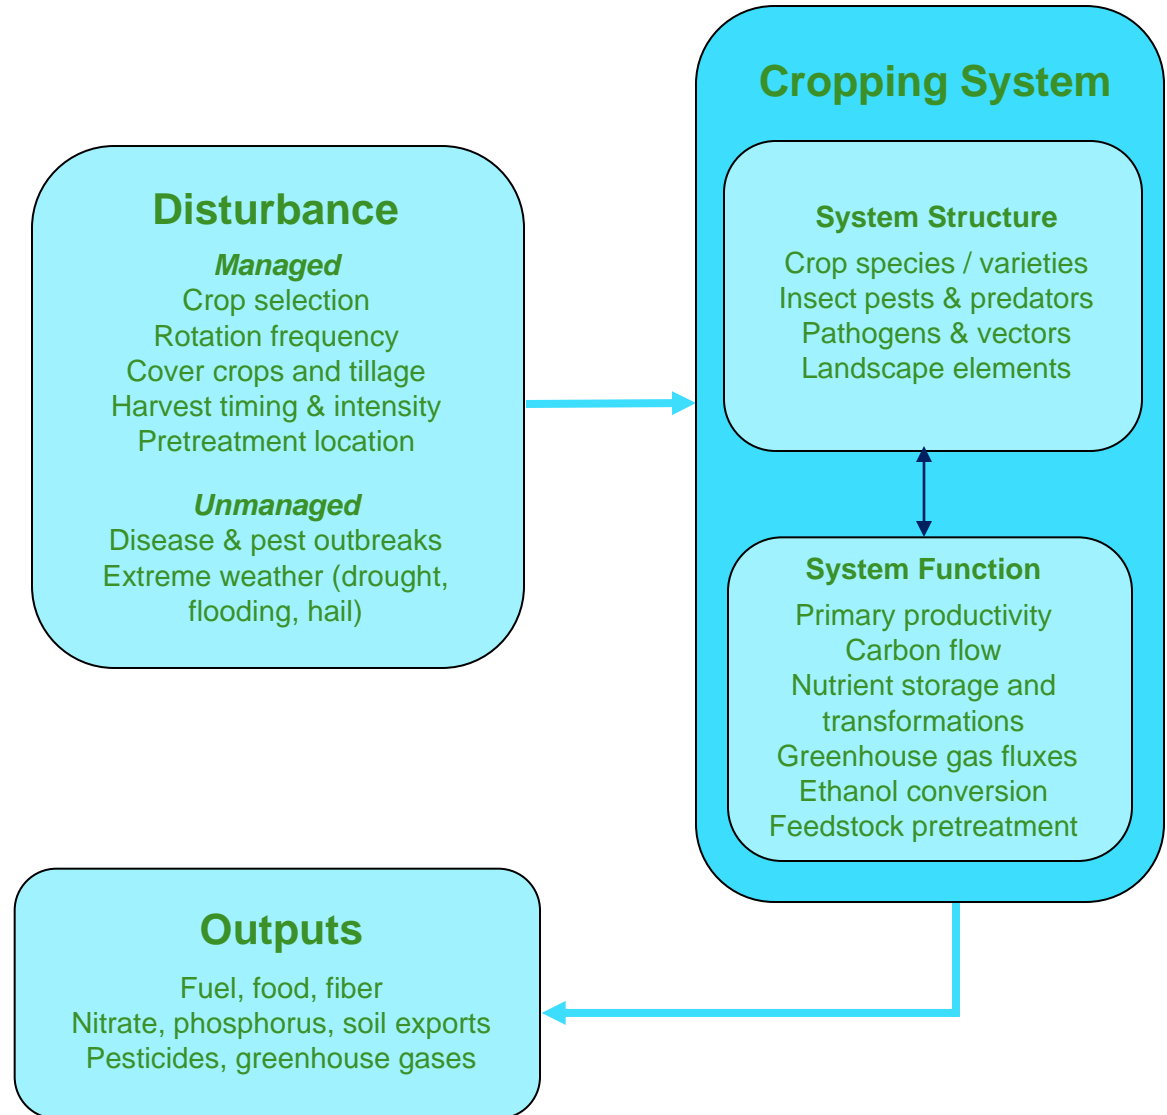 Cropping System
System Structure
Crop species / varieties
Insect pests & predators
Pathogens & vectors
Landscape elements
System Function
Primary productivity
Carbon flow
Nutrient storage and
transformations
Greenhouse gas fluxes
Ethanol conversion
Feedstock pretreatment
Disturbance
Managed
Crop selection
Rotation frequency
Cover crops and tillage
Harvest timing & intensity
Pretreatment location
Unmanaged
Disease & pest outbreaks
Extreme weather (drought,
flooding, hail)
Outputs
Fuel, food, fiber
Nitrate, phosphorus, soil exports
Pesticides, greenhouse gases